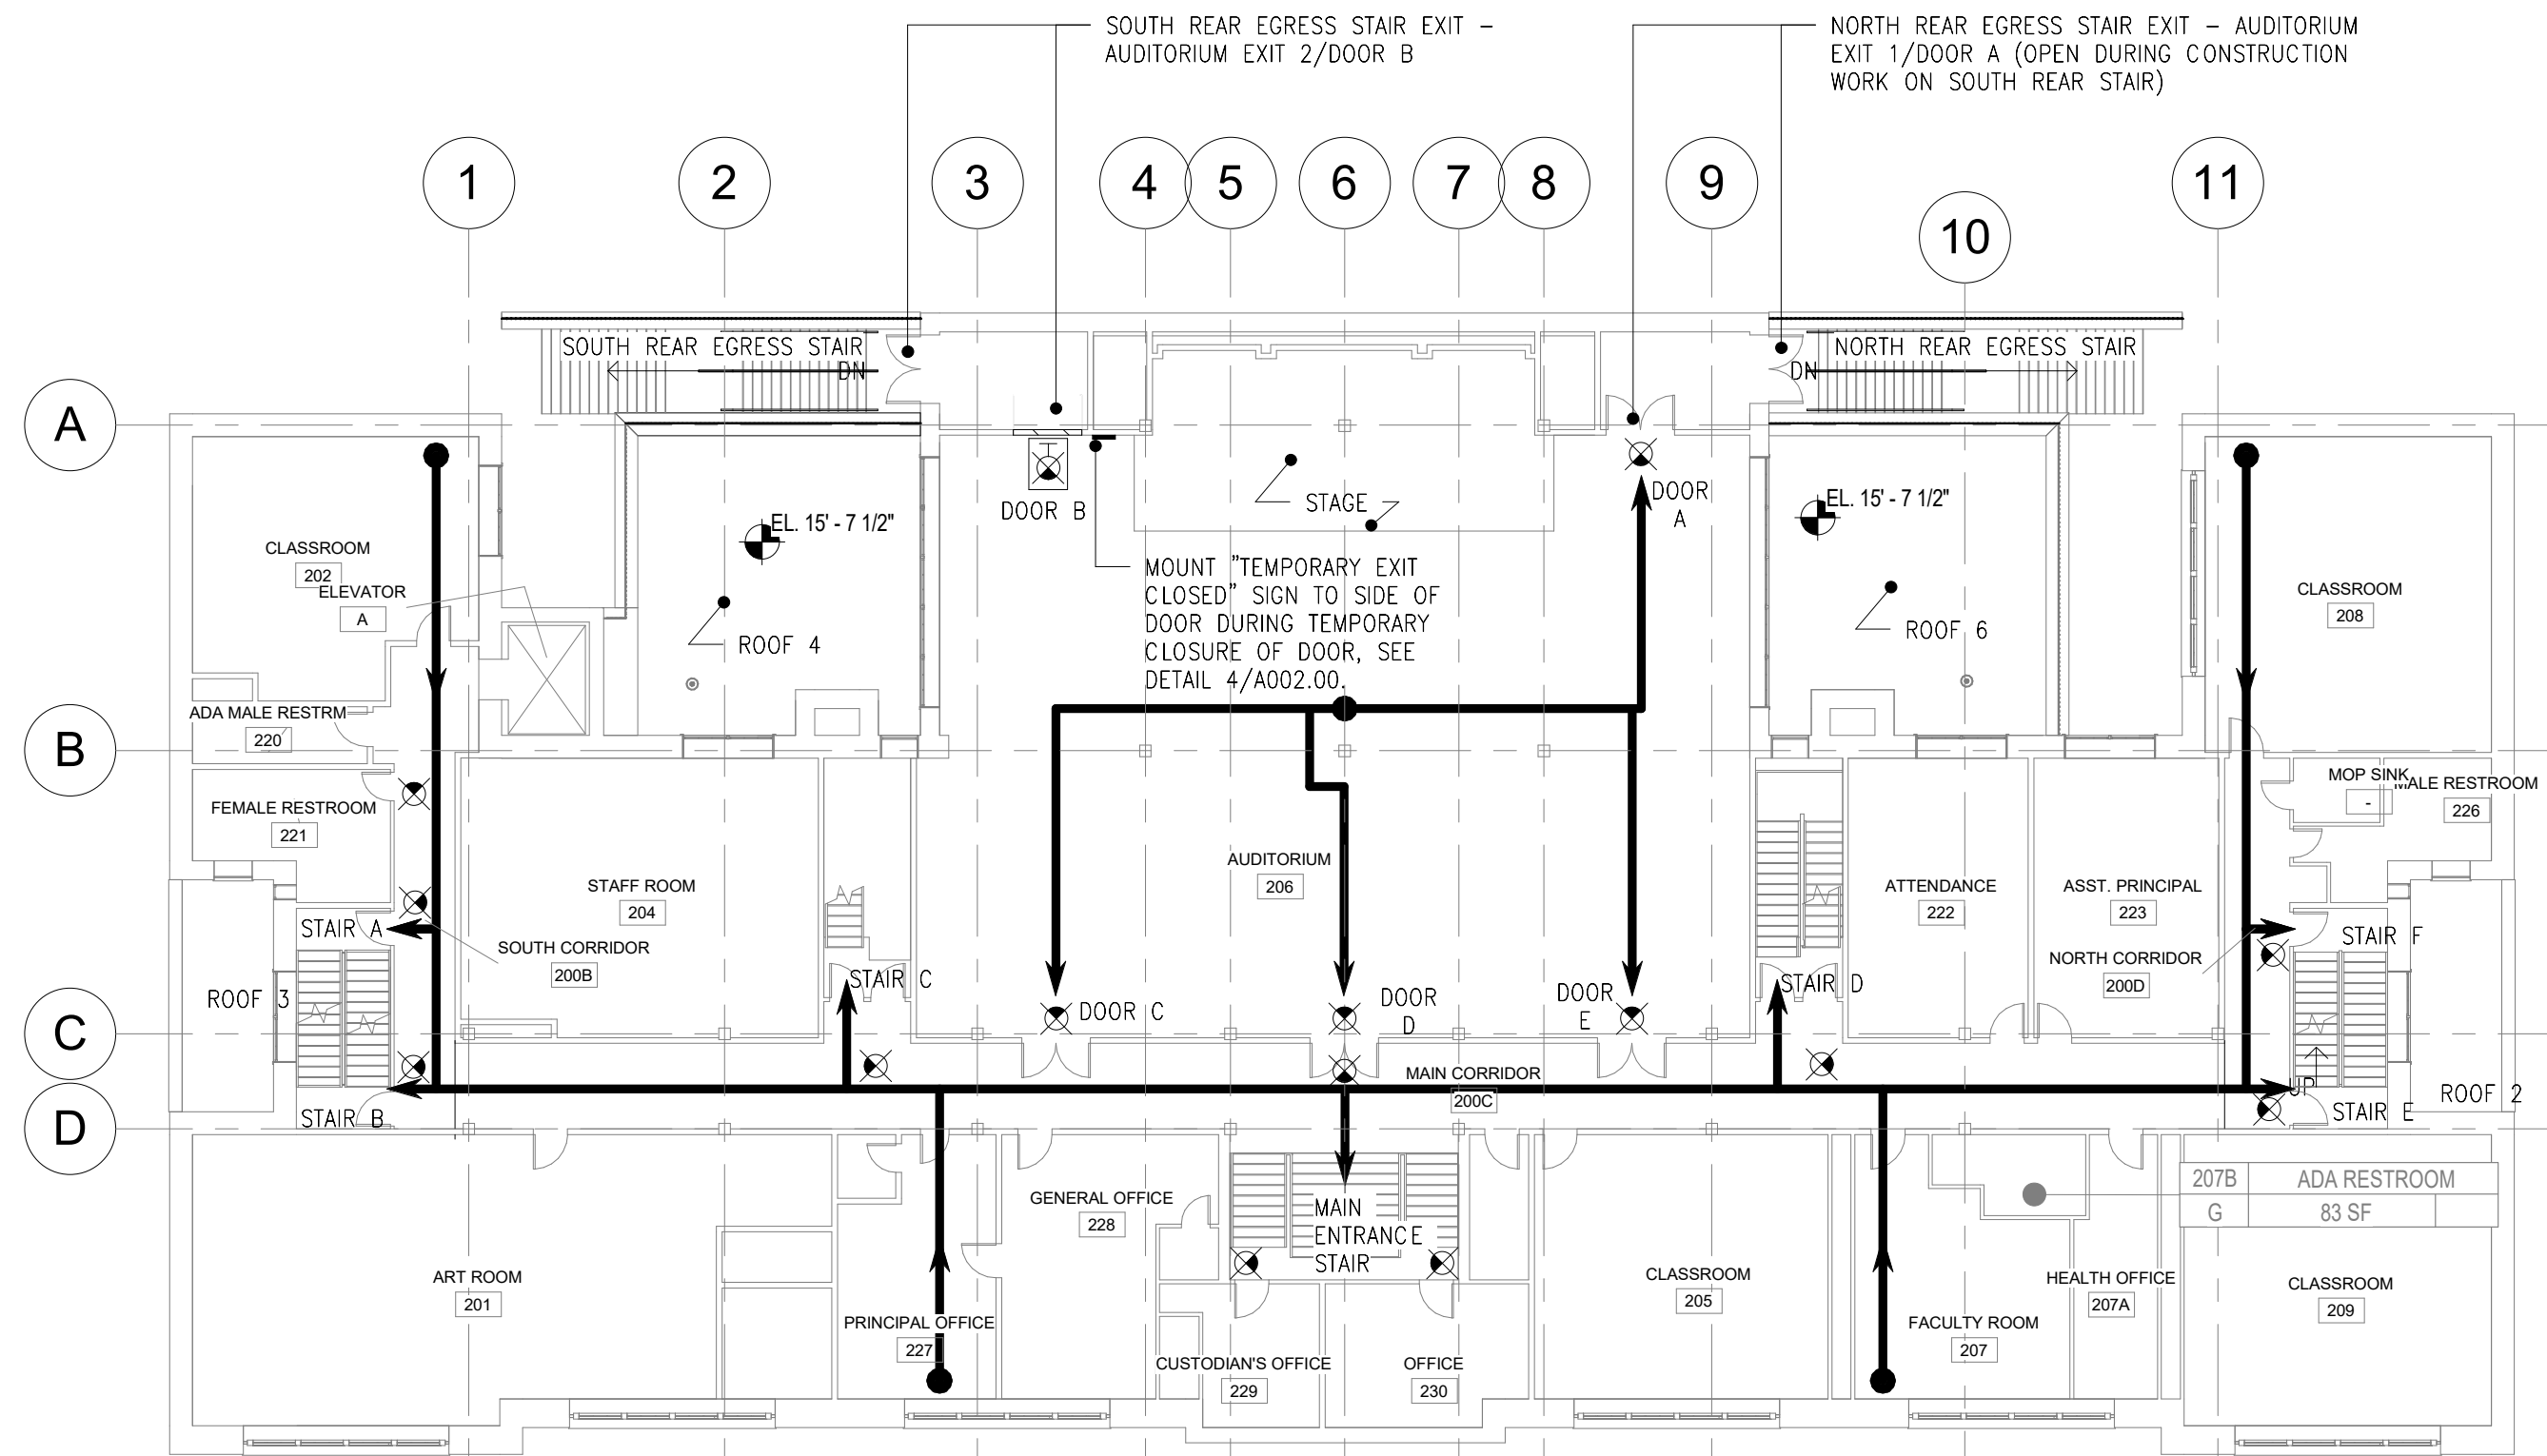 SOUTH REAR EGRESS STAIR EXIT –
AUDITORIUM EXIT 2/DOOR B
NORTH REAR EGRESS STAIR EXIT – AUDITORIUM
EXIT 1/DOOR A (OPEN DURING CONSTRUCTION
WORK ON SOUTH REAR STAIR)
1
2
3
4
5
6
7
8
9
10
11
A
B
C
D
SOUTH REAR EGRESS STAIR
DN
NORTH REAR EGRESS STAIR
DN
DOOR B
STAGE
DOOR
A
EL. 15' - 7 1/2"
EL. 15' - 7 1/2"
MOUNT "TEMPORARY EXIT
CLOSED" SIGN TO SIDE OF
DOOR DURING TEMPORARY
CLOSURE OF DOOR, SEE
DETAIL 4/A002.00.
CLASSROOM
202
ELEVATOR
A
ROOF 4
ROOF 6
CLASSROOM
208
ADA MALE RESTRM
220
FEMALE RESTROOM
221
MOP SINK
-
MALE RESTROOM
226
STAFF ROOM
204
AUDITORIUM
206
ATTENDANCE
222
ASST. PRINCIPAL
223
STAIR A
SOUTH CORRIDOR
200B
ROOF 3
STAIR C
STAIR D
STAIR F
NORTH CORRIDOR
200D
DOOR C
DOOR
D
DOOR
E
MAIN CORRIDOR
200C
STAIR B
UP
STAIR E
ROOF 2
207B
ADA RESTROOM
G
83 SF
MAIN
ENTRANCE
STAIR
GENERAL OFFICE
228
ART ROOM
201
PRINCIPAL OFFICE
227
CUSTODIAN'S OFFICE
229
OFFICE
230
CLASSROOM
205
FACULTY ROOM
207
HEALTH OFFICE
207A
CLASSROOM
209